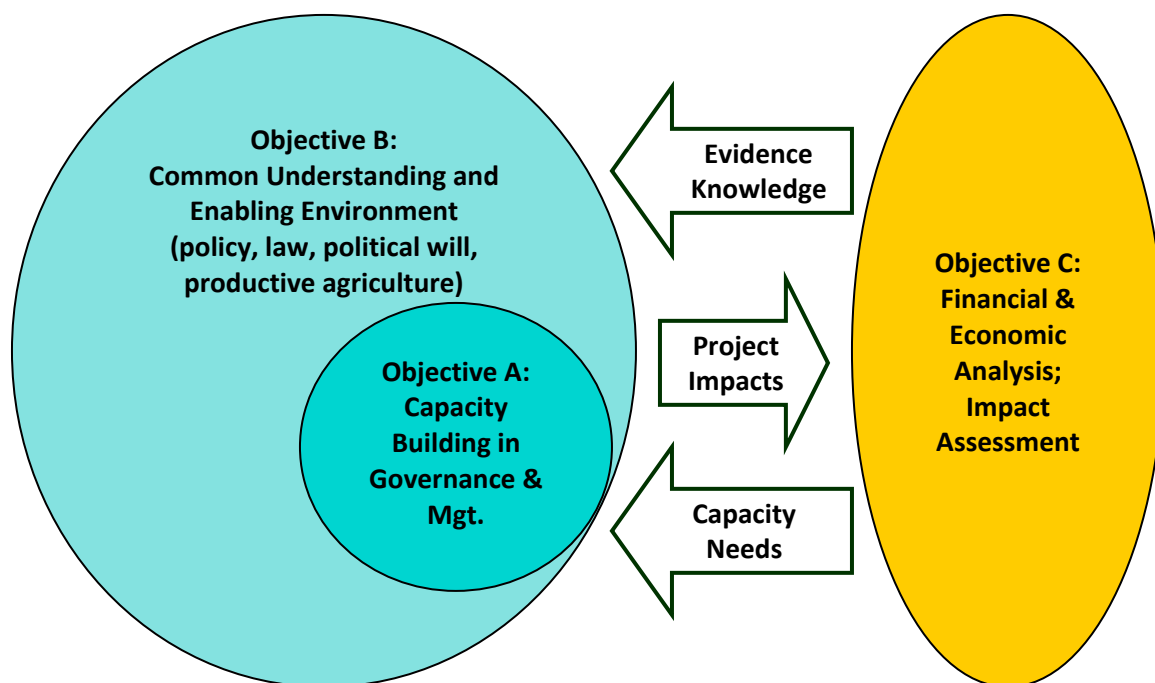 Objective B:
Common Understanding and
Enabling Environment
(policy, law, political will,
productive agriculture)
Objective A:
Capacity
Building in
Governance &
Mgt.
Evidence
Knowledge
Project
Impacts
Capacity
Needs
Objective C:
Financial &
Economic
Analysis;
Impact
Assessment